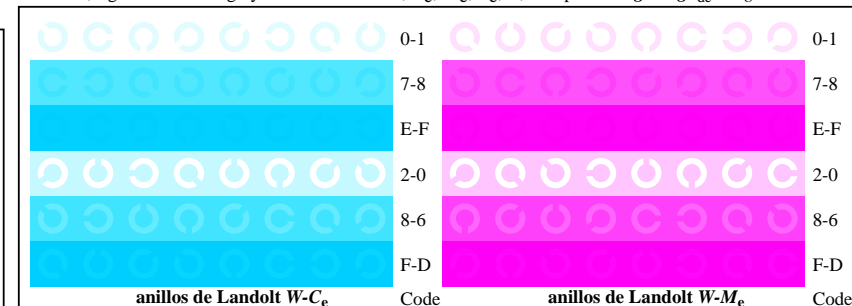 0-1 0-1
7-8 7-8
E-F E-F
2-0 2-0
8-6 8-6
F-D F-D
anillos de Landolt W-Ce Code anillos de Landolt W-Me Code